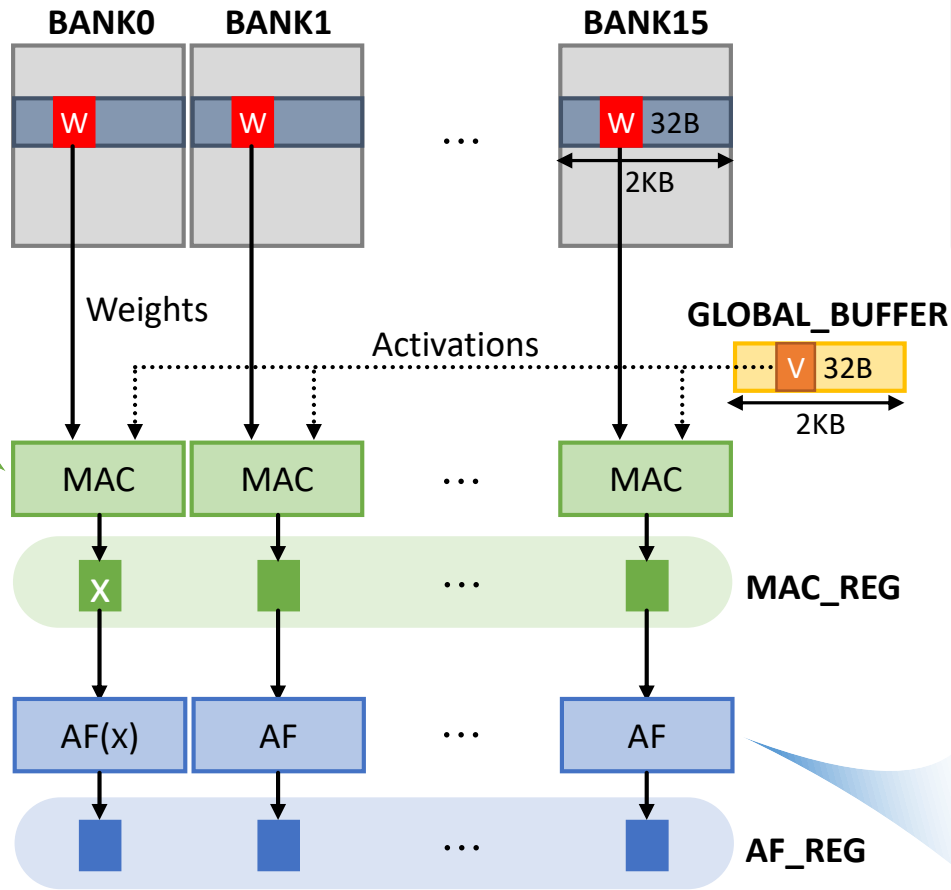 BANK0 BANK1 BANK15
W W ... W 32B
2KB
Weights
GLOBAL_BUFFER
Activations
V 32B
2KB
MAC MAC ... MAC
X ... MAC_REG
AF(x) AF ... AF
... AF_REG